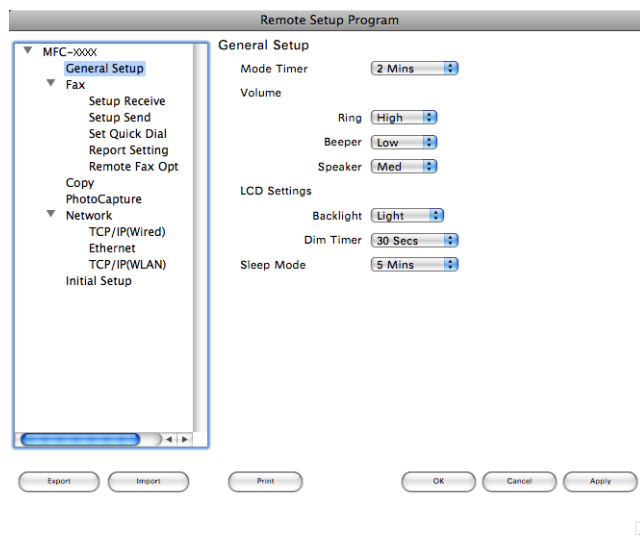 Remote Setup Program
MFC-XXXX
General Setup
Fax
Setup Receive
Setup Send
Set Quick Dial
Report Setting
Remote Fax Opt
Copy
PhotoCapture
Network
TCP/IP(Wired)
Ethernet
TCP/IP(WLAN)
Initial Setup
General Setup
Mode Timer 2 Mins
Volume
Ring High
Beeper Low
Speaker Med
LCD Settings
Backlight Light
Dim Timer 30 Secs
Sleep Mode 5 Mins
Export Import Print OK Cancel Apply